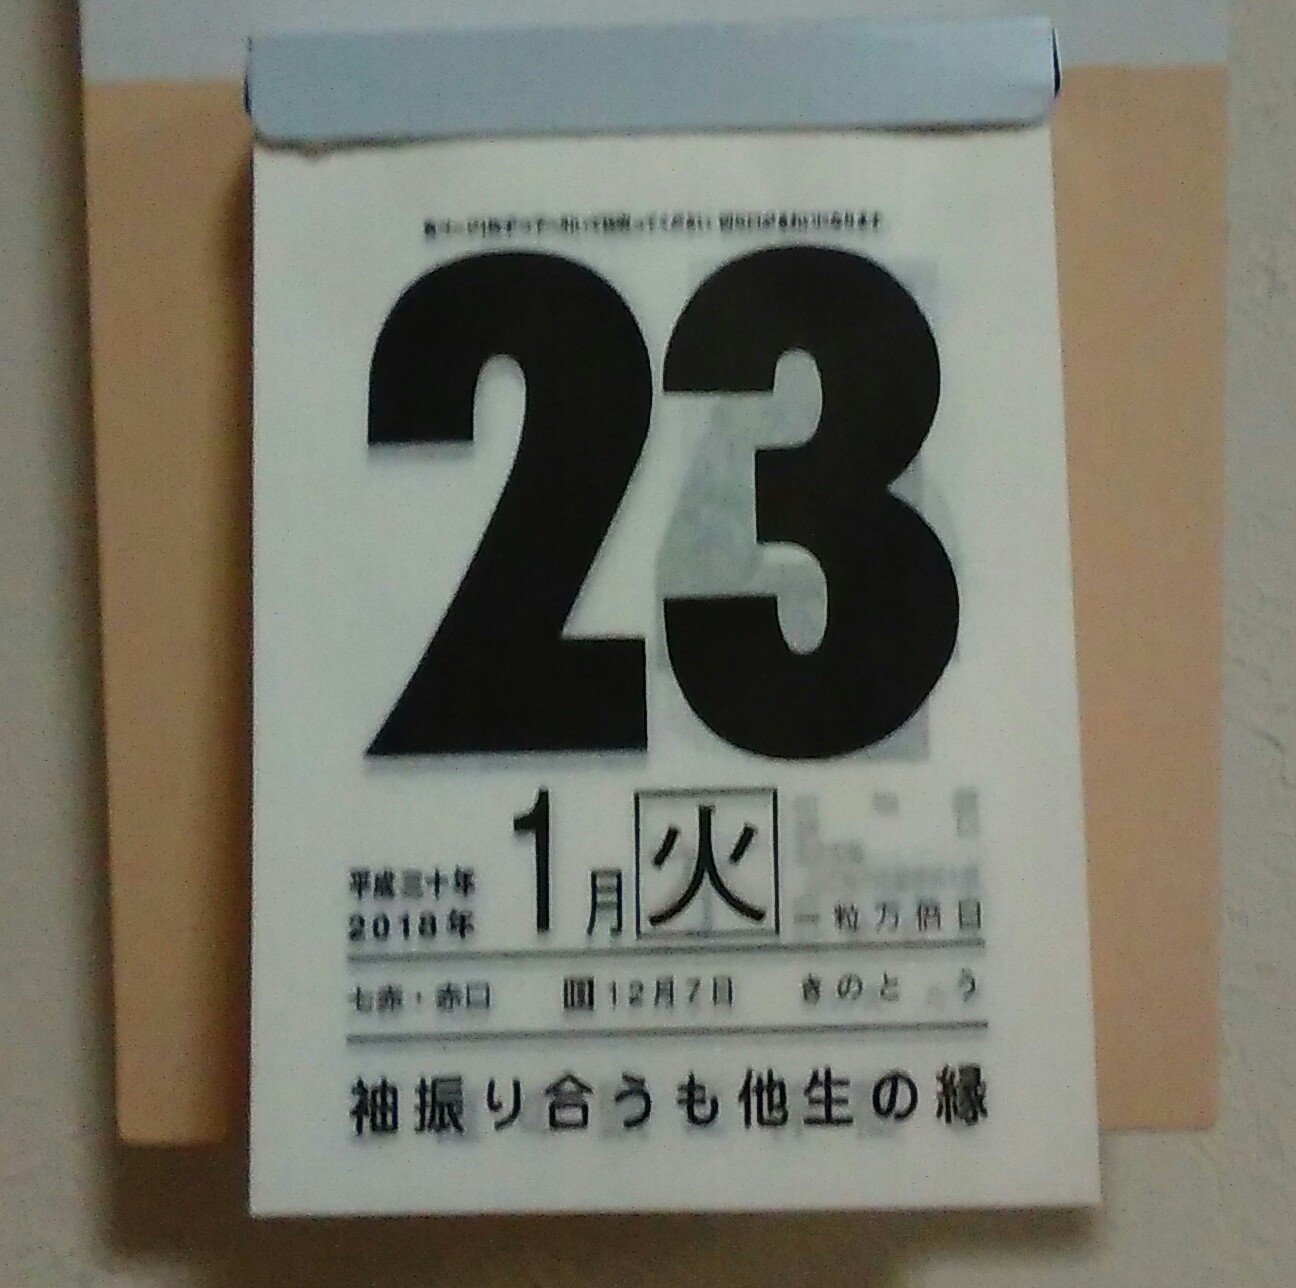 23
平成三十年
2018年
1月 火
一粒万倍日
七赤・赤口 旧12月7日 きのと う
袖振り合うも他生の縁